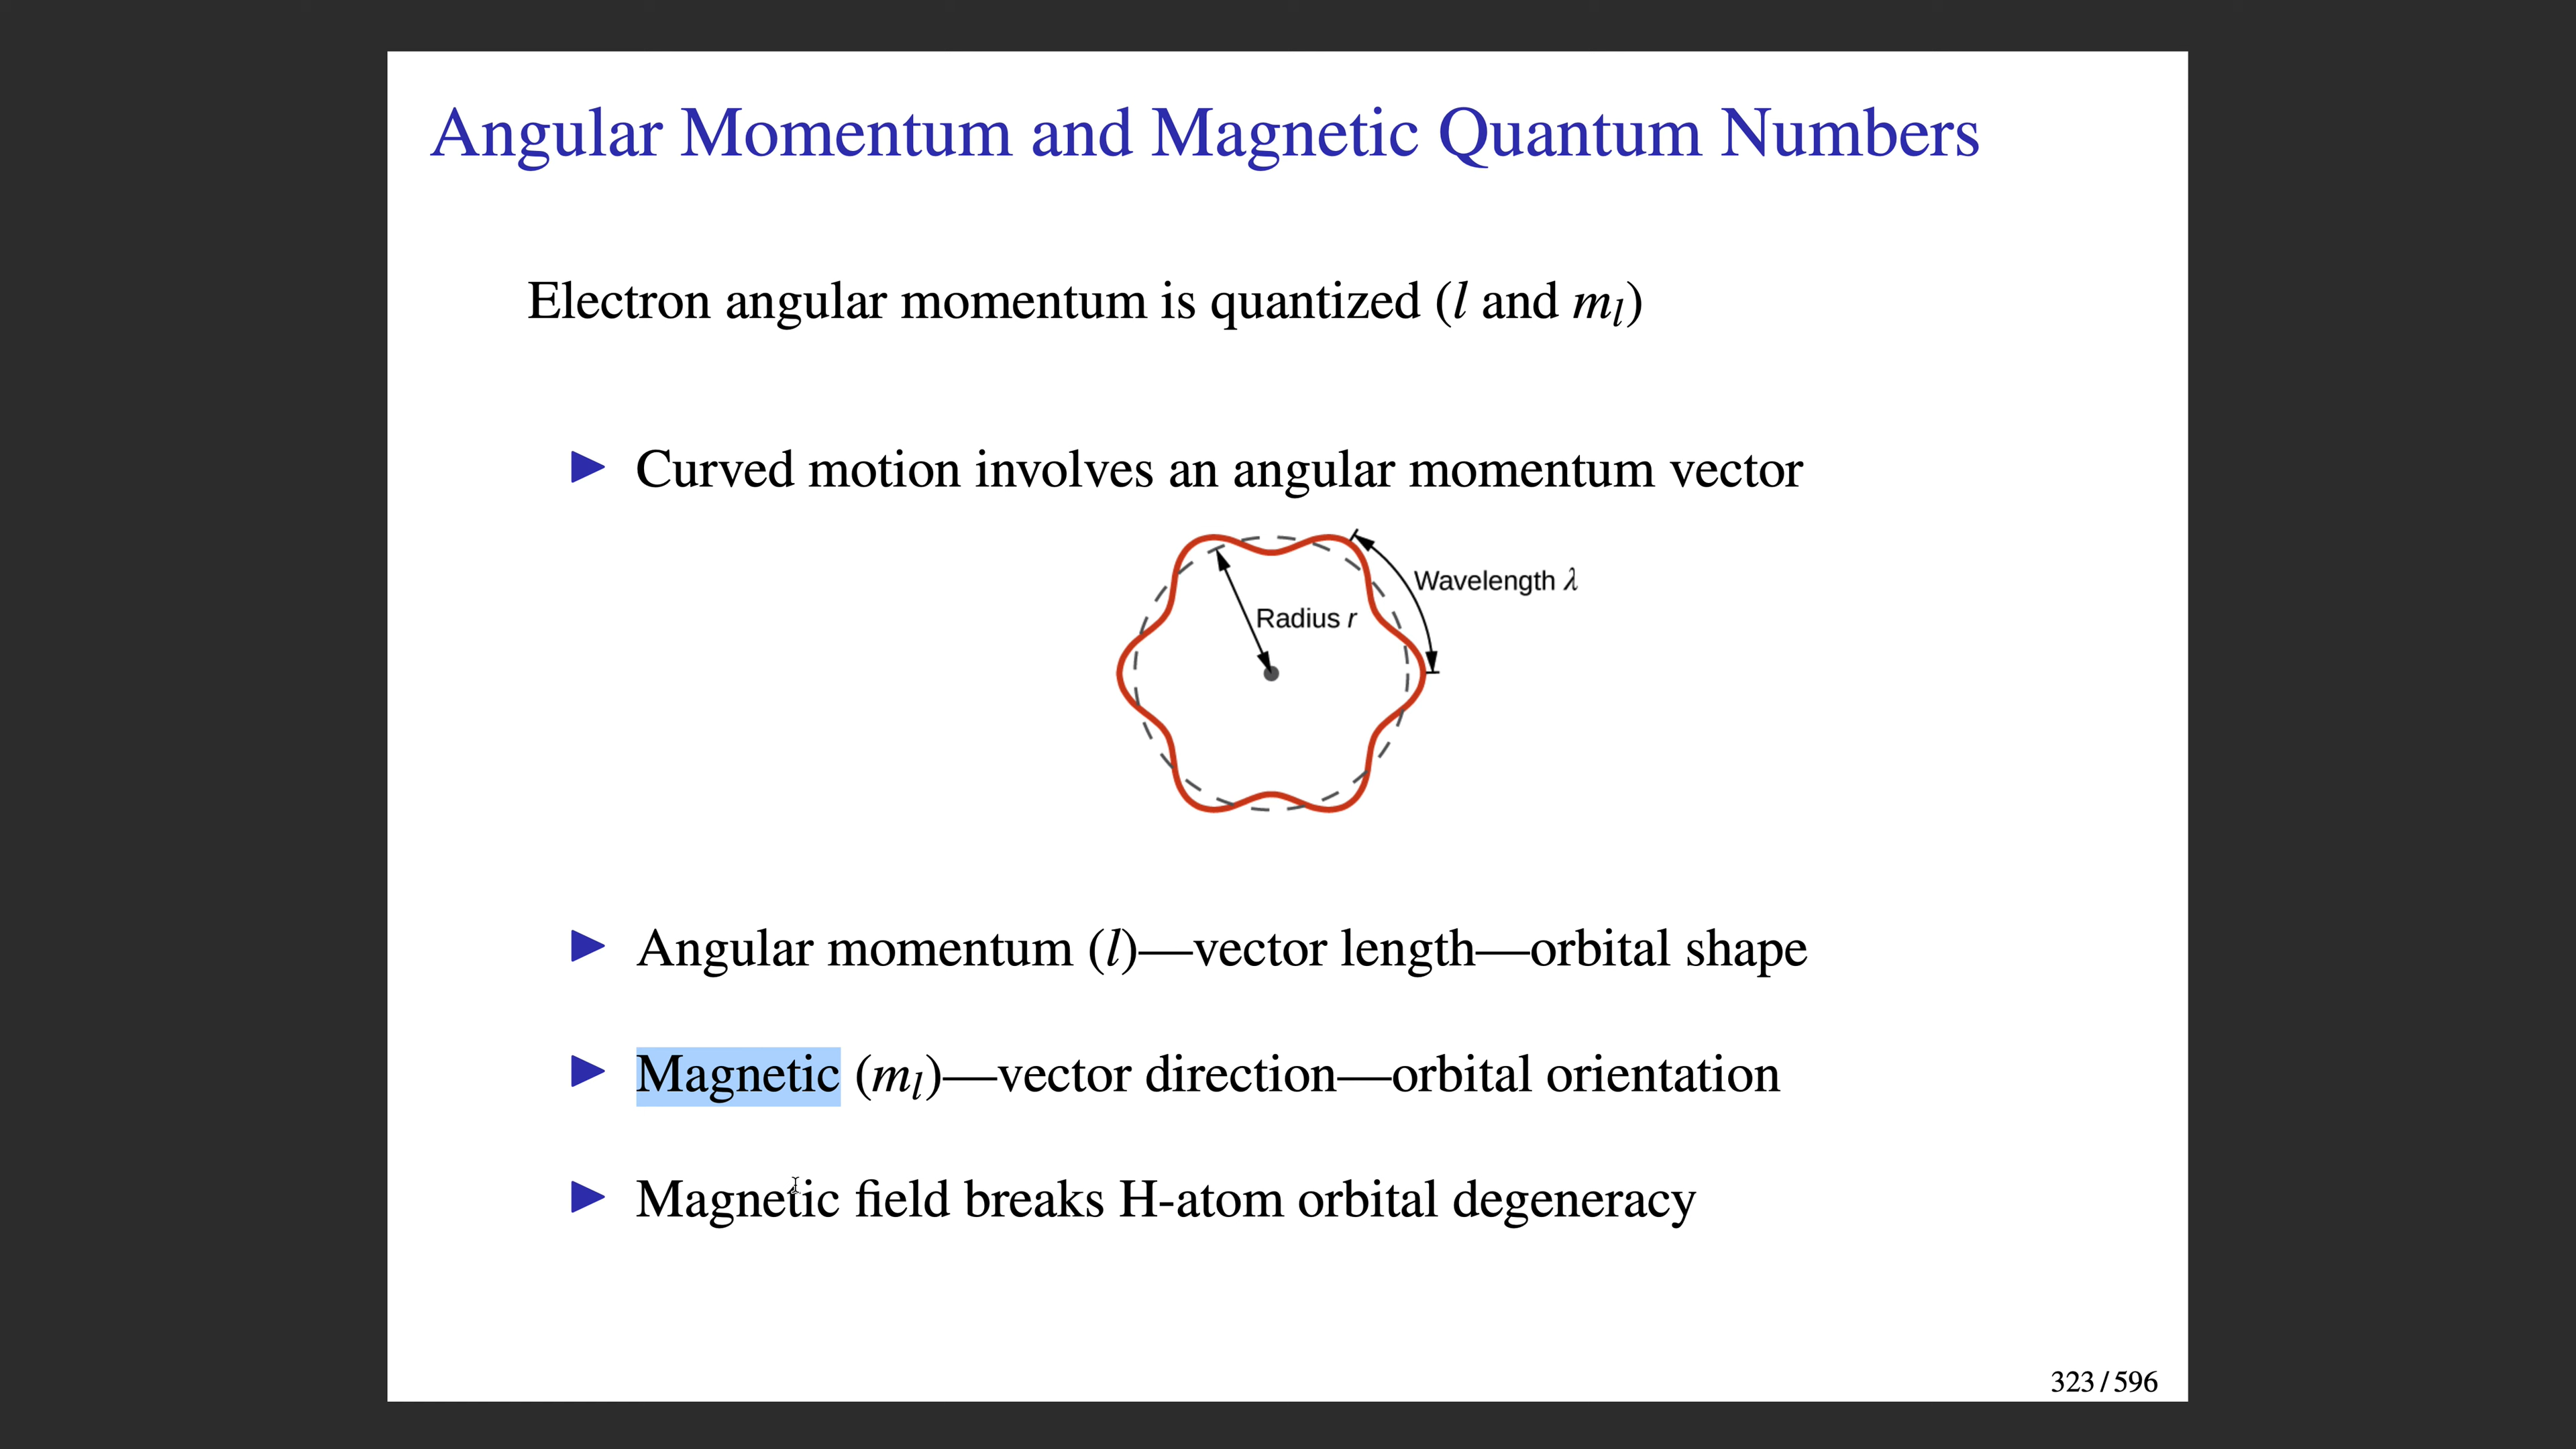 Angular Momentum and Magnetic Quantum Numbers
Electron angular momentum is quantized (l and mₗ)
▶ Curved motion involves an angular momentum vector
Wavelength λ
Radius r
▶ Angular momentum (l)—vector length—orbital shape
▶ Magnetic (mₗ)—vector direction—orbital orientation
▶ Magnetic field breaks H-atom orbital degeneracy
323 / 596